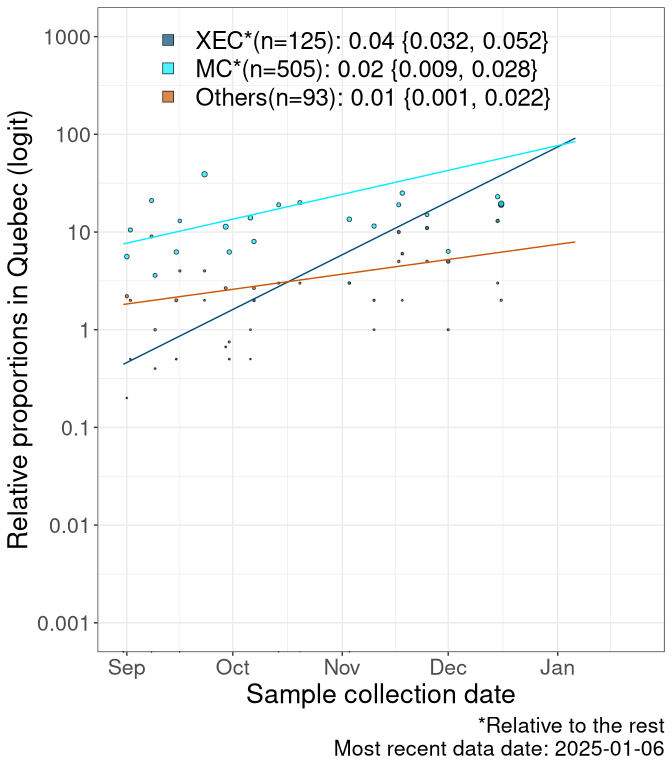 XEC*(n=125): 0.04 {0.032, 0.052}
MC*(n=505): 0.02 {0.009, 0.028}
Others(n=93): 0.01 {0.001, 0.022}
Relative proportions in Quebec (logit)
1000
100
10
1
0.1
0.01
0.001
Sep Oct Nov Dec Jan
Sample collection date
*Relative to the rest
Most recent data date: 2025-01-06